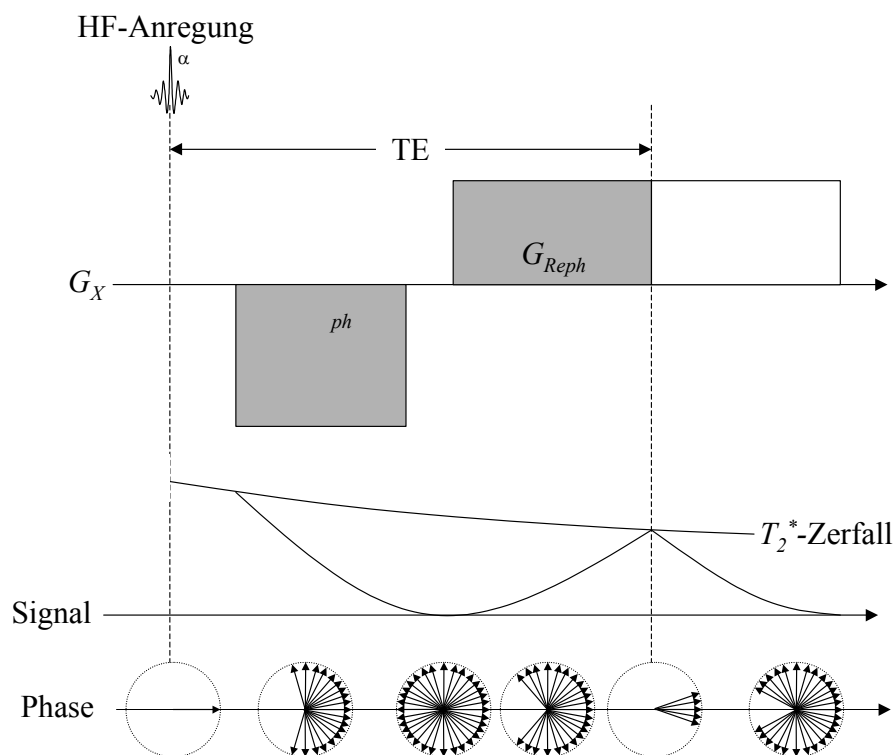 HF-Anregung
α
TE
G_Reph
G_X
ph
T_2^*-Zerfall
Signal
Phase